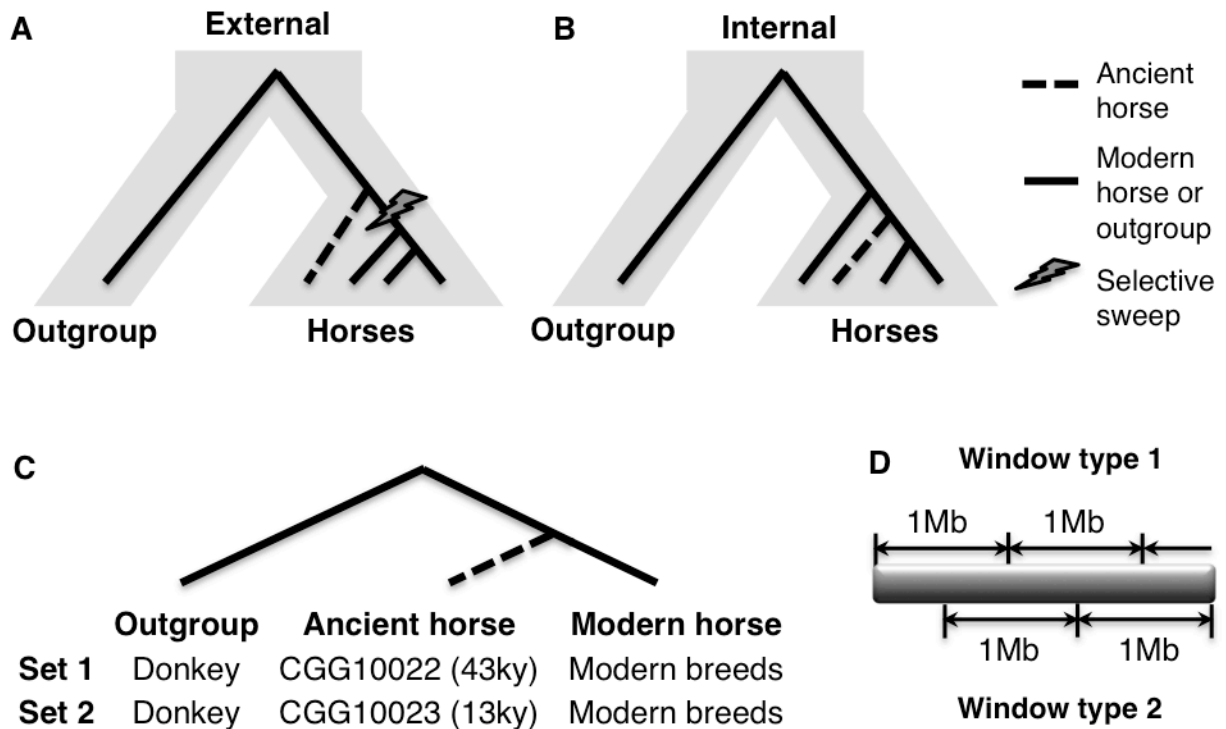 A
External
B
Internal
Ancient
horse
Modern
horse or
outgroup
Selective
sweep
Outgroup
Horses
Outgroup
Horses
C
Outgroup Ancient horse Modern horse
Set 1 Donkey CGG10022 (43ky) Modern breeds
Set 2 Donkey CGG10023 (13ky) Modern breeds
D
Window type 1
1Mb 1Mb
1Mb 1Mb
Window type 2